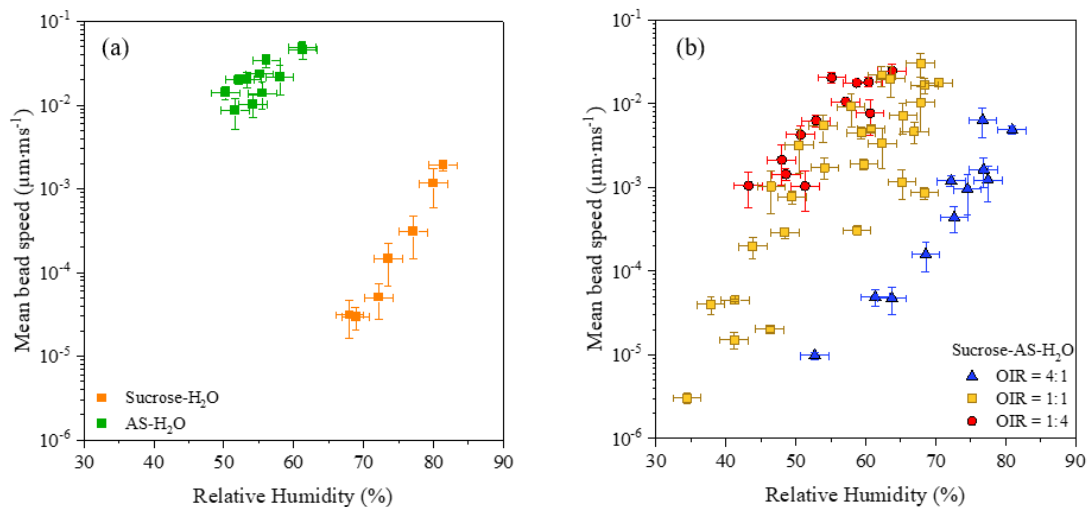 (a)
Mean bead speed (μm·ms⁻¹)
10⁻¹
10⁻²
10⁻³
10⁻⁴
10⁻⁵
10⁻⁶
Sucrose-H₂O
AS-H₂O
30 40 50 60 70 80 90
Relative Humidity (%)
(b)
Mean bead speed (μm·ms⁻¹)
10⁻¹
10⁻²
10⁻³
10⁻⁴
10⁻⁵
10⁻⁶
Sucrose-AS-H₂O
OIR = 4:1
OIR = 1:1
OIR = 1:4
30 40 50 60 70 80 90
Relative Humidity (%)